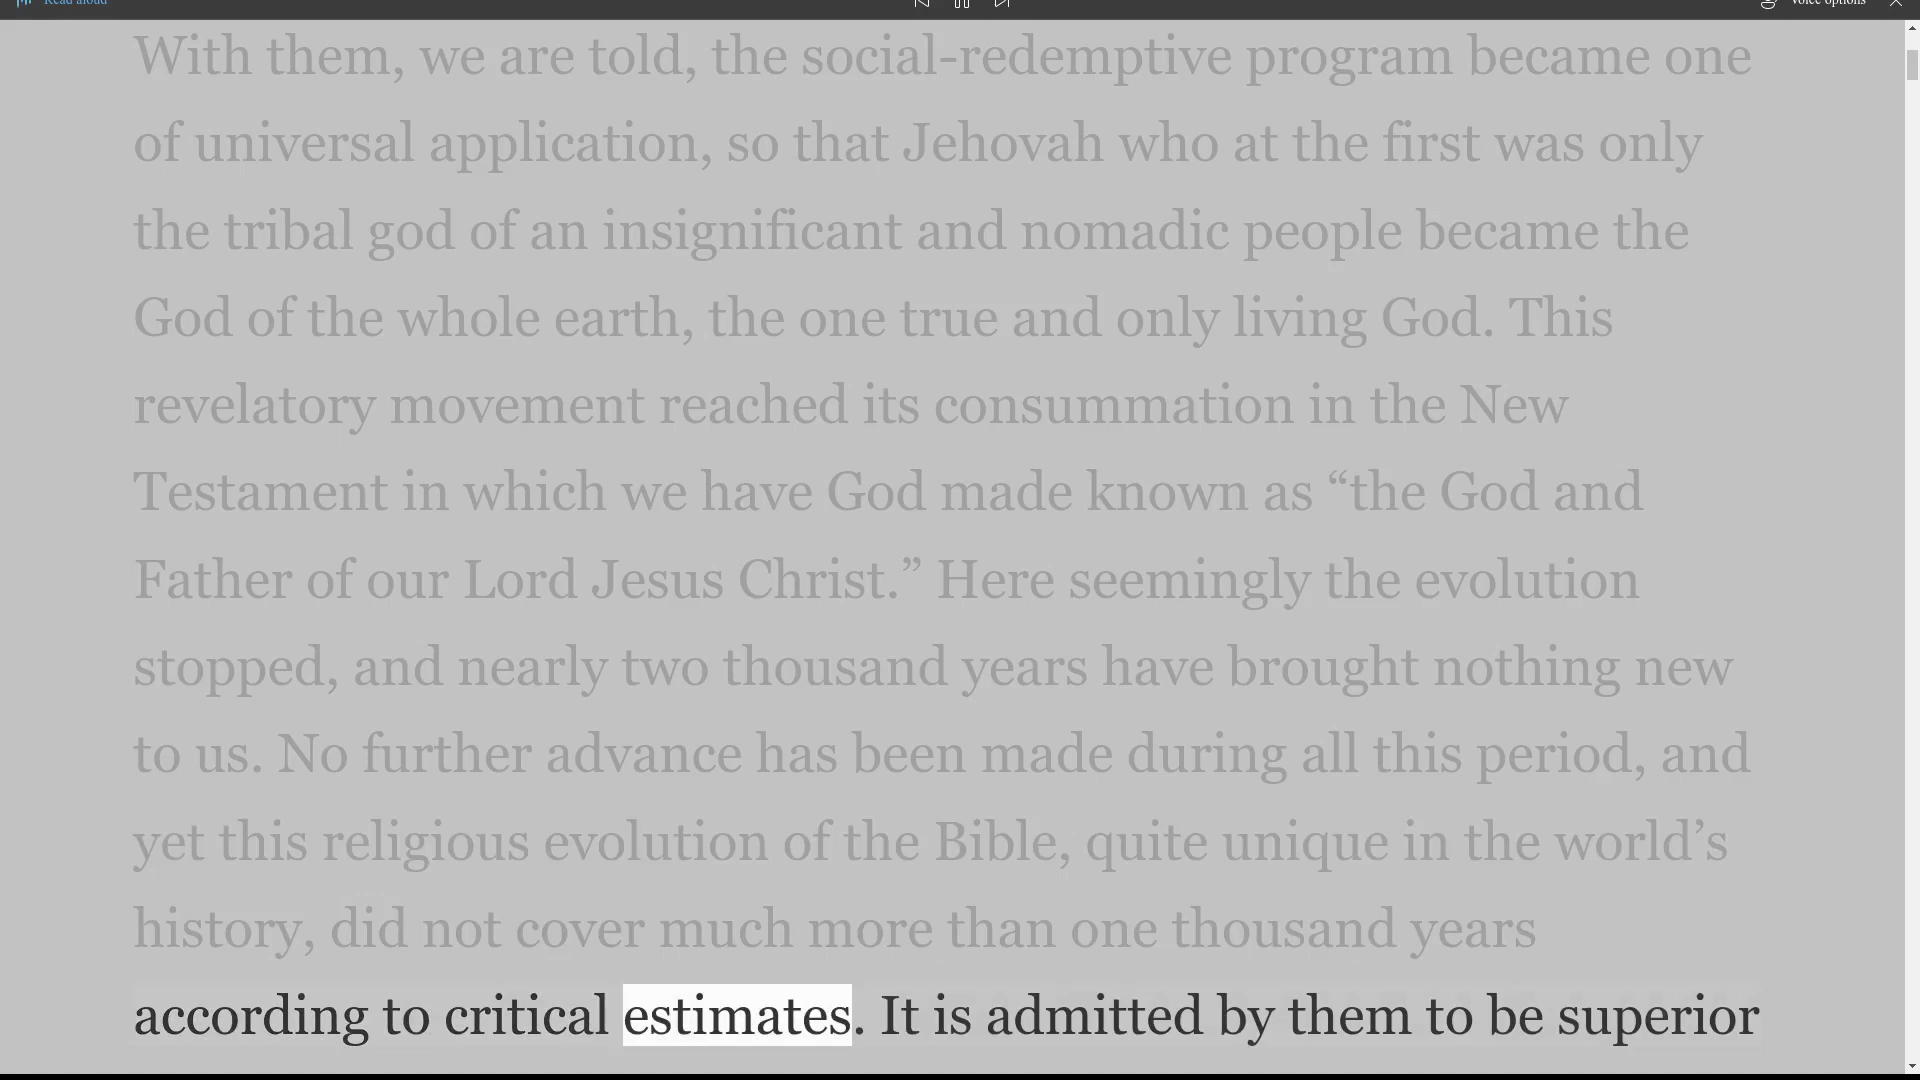 Read aloud
Voice options
With them, we are told, the social-redemptive program became one
of universal application, so that Jehovah who at the first was only
the tribal god of an insignificant and nomadic people became the
God of the whole earth, the one true and only living God. This
revelatory movement reached its consummation in the New
Testament in which we have God made known as “the God and
Father of our Lord Jesus Christ.” Here seemingly the evolution
stopped, and nearly two thousand years have brought nothing new
to us. No further advance has been made during all this period, and
yet this religious evolution of the Bible, quite unique in the world’s
history, did not cover much more than one thousand years
according to critical estimates. It is admitted by them to be superior